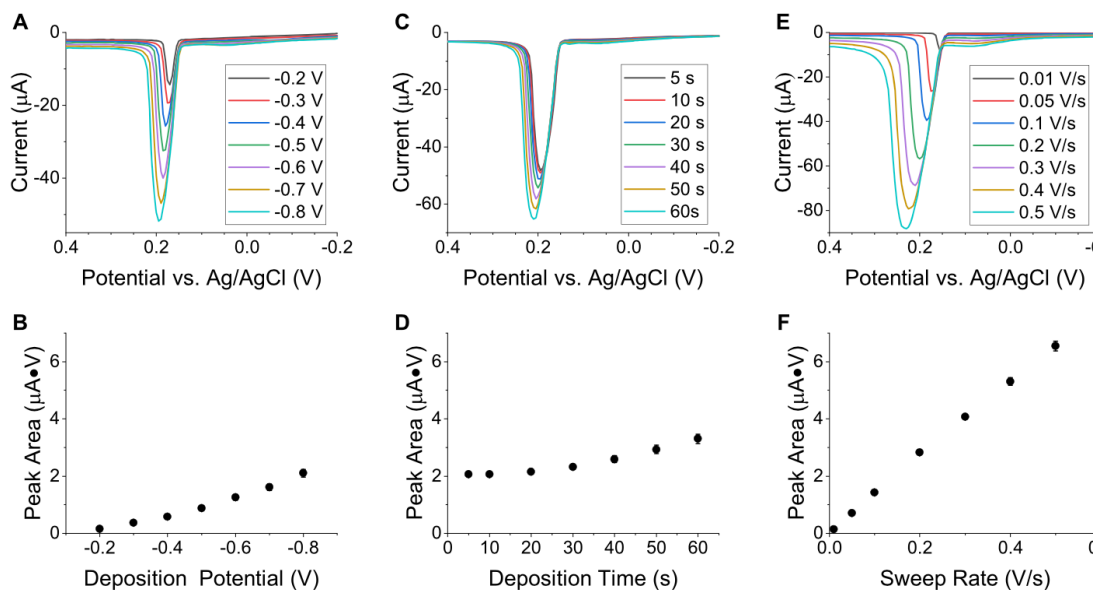 A
0
-20
-40
Current (μA)
0.4
0.2
0.0
-0.2
Potential vs. Ag/AgCl (V)
-0.2 V
-0.3 V
-0.4 V
-0.5 V
-0.6 V
-0.7 V
-0.8 V
C
0
-20
-40
-60
Current (μA)
0.4
0.2
0.0
-0.2
Potential vs. Ag/AgCl (V)
5 s
10 s
20 s
30 s
40 s
50 s
60s
E
0
-20
-40
-60
-80
Current (μA)
0.4
0.2
0.0
-0.
Potential vs. Ag/AgCl (V)
0.01 V/s
0.05 V/s
0.1 V/s
0.2 V/s
0.3 V/s
0.4 V/s
0.5 V/s
B
6
4
2
0
Peak Area (μA•V)
-0.2
-0.4
-0.6
-0.8
Deposition Potential (V)
D
6
4
2
0
Peak Area (μA•V)
0
10
20
30
40
50
60
Deposition Time (s)
F
6
4
2
0
Peak Area (μA•V)
0.0
0.2
0.4
0.
Sweep Rate (V/s)